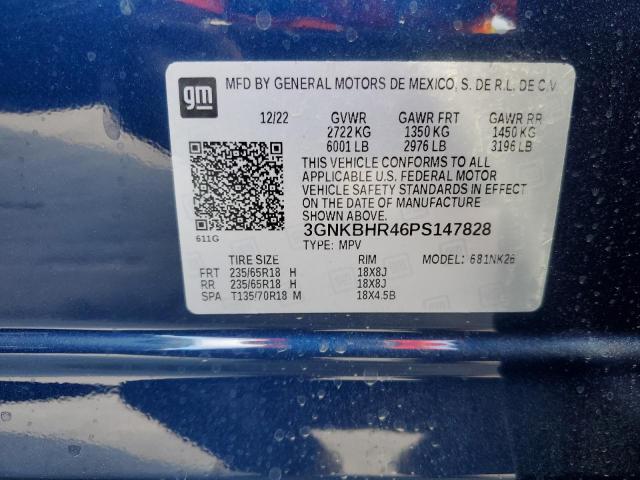 gm
MFD BY GENERAL MOTORS DE MEXICO, S. DE R.L. DE C.V
12/22 GVWR GAWR FRT GAWR RR
2722 KG 1350 KG 1450 KG
6001 LB 2976 LB 3196 LB
THIS VEHICLE CONFORMS TO ALL
APPLICABLE U.S. FEDERAL MOTOR
VEHICLE SAFETY STANDARDS IN EFFECT
ON THE DATE OF MANUFACTURE
SHOWN ABOVE.
611G
3GNKBHR46PS147828
TYPE: MPV MODEL: 681NK26
TIRE SIZE RIM
FRT 235/65R18 H 18X8J
RR 235/65R18 H 18X8J
SPA T135/70R18 M 18X4.5B